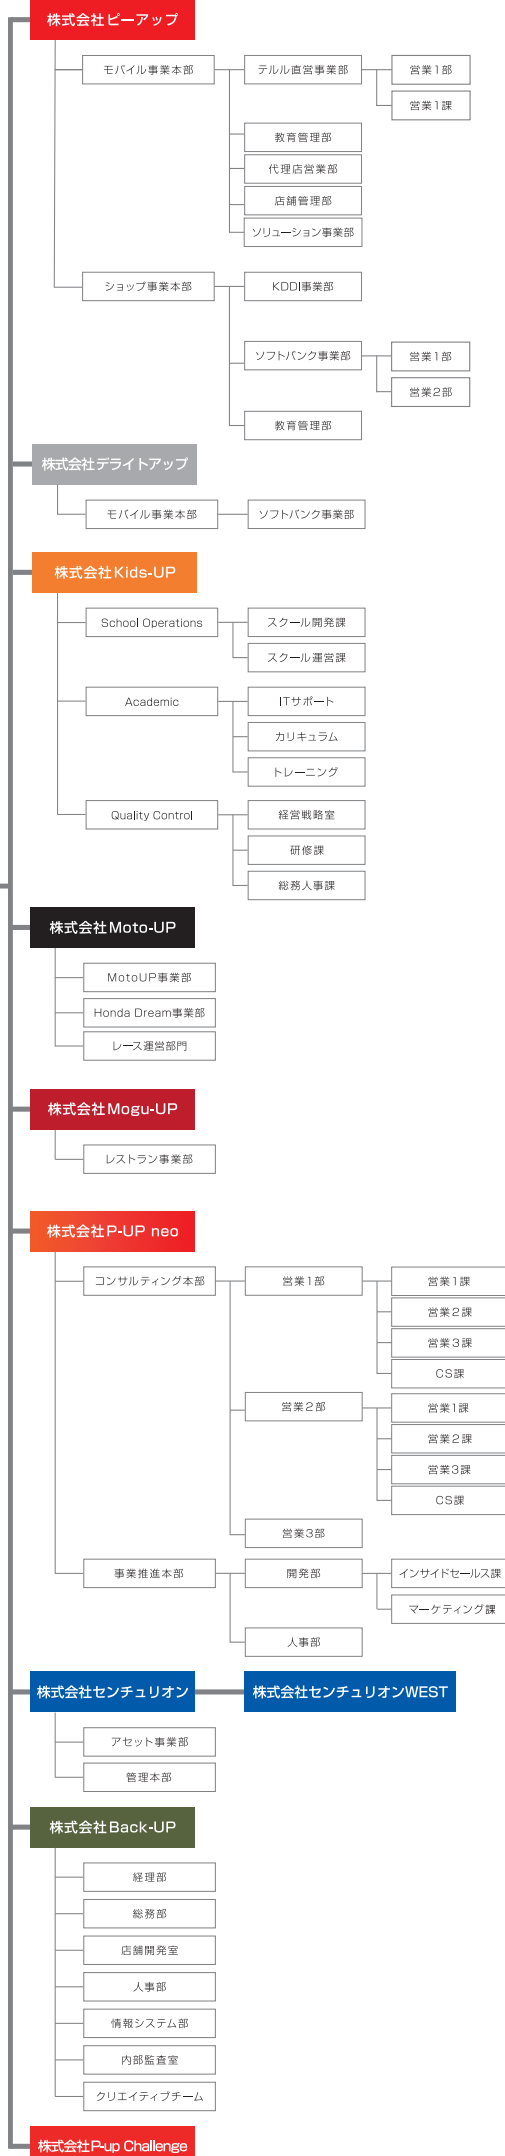 株式会社ピーアップ
モバイル事業本部
テルル直営事業部
営業1部
営業1課
教育管理部
代理店営業部
店舗管理部
ソリューション事業部
ショップ事業本部
KDDI事業部
ソフトバンク事業部
営業1部
営業2部
教育管理部
株式会社デライトアップ
モバイル事業本部
ソフトバンク事業部
株式会社Kids-UP
School Operations
スクール開発課
スクール運営課
Academic
ITサポート
カリキュラム
トレーニング
Quality Control
経営戦略室
研修課
総務人事課
株式会社Moto-UP
MotoUP事業部
Honda Dream事業部
レース運営部門
株式会社Mogu-UP
レストラン事業部
株式会社P-UP neo
コンサルティング本部
営業1部
営業1課
営業2課
営業3課
CS課
営業2部
営業1課
営業2課
営業3課
CS課
営業3部
事業推進本部
開発部
インサイドセールス課
マーケティング課
人事部
株式会社センチュリオン
株式会社センチュリオンWEST
アセット事業部
管理本部
株式会社Back-UP
経理部
総務部
店舗開発室
人事部
情報システム部
内部監査室
クリエイティブチーム
株式会社P-up Challenge